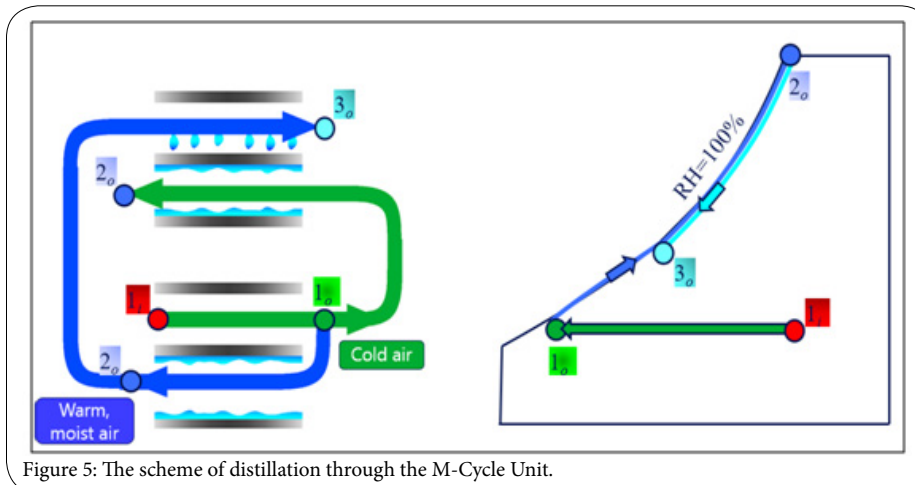 3ₒ
2ₒ
1ᵢ
1ₒ
Cold air
2ₒ
Warm,
moist air
2ₒ
RH=100%
3ₒ
1ᵢ
1ₒ
Figure 5: The scheme of distillation through the M-Cycle Unit.